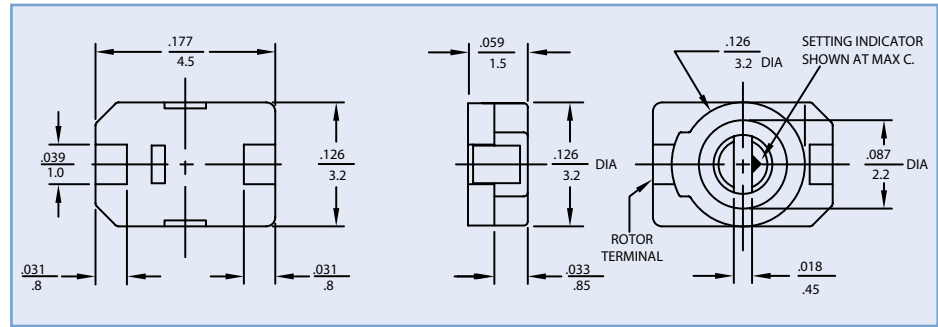 .177
4.5
.039
1.0
.126
3.2
.031
.8
.031
.8
.059
1.5
.126 DIA
3.2
.033
.85
.126
3.2 DIA
SETTING INDICATOR
SHOWN AT MAX C.
.087 DIA
2.2
ROTOR
TERMINAL
.018
.45